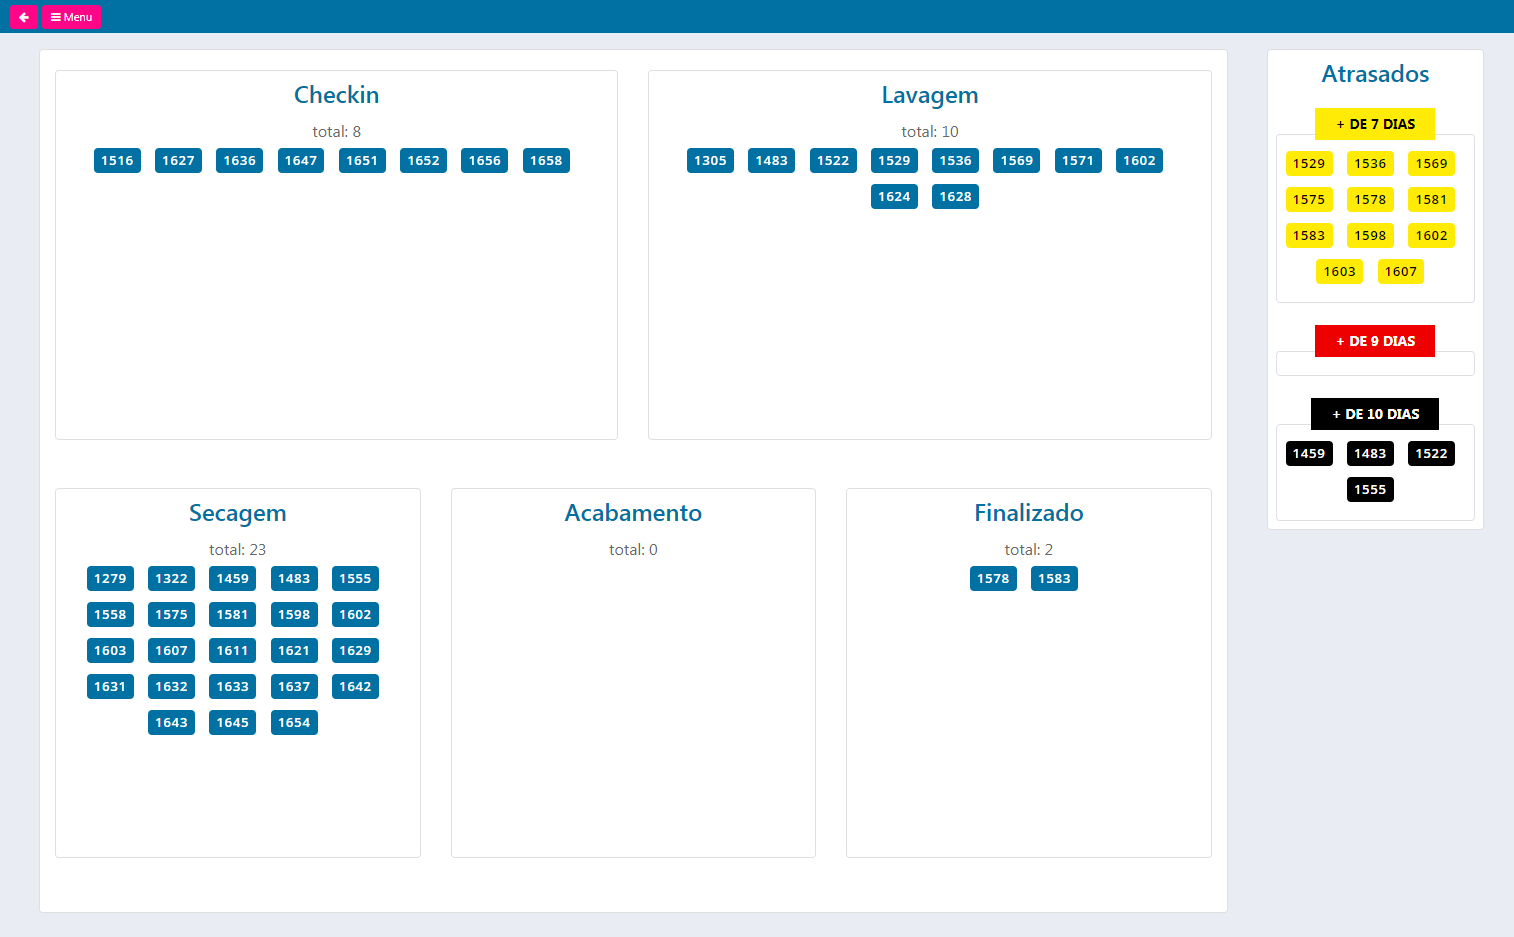 Menu
Checkin
total: 8
1516 1627 1636 1647 1651 1652 1656 1658
Lavagem
total: 10
1305 1483 1522 1529 1536 1569 1571 1602
1624 1628
Secagem
total: 23
1279 1322 1459 1483 1555
1558 1575 1581 1598 1602
1603 1607 1611 1621 1629
1631 1632 1633 1637 1642
1643 1645 1654
Acabamento
total: 0
Finalizado
total: 2
1578 1583
Atrasados
+ DE 7 DIAS
1529 1536 1569
1575 1578 1581
1583 1598 1602
1603 1607
+ DE 9 DIAS
+ DE 10 DIAS
1459 1483 1522
1555